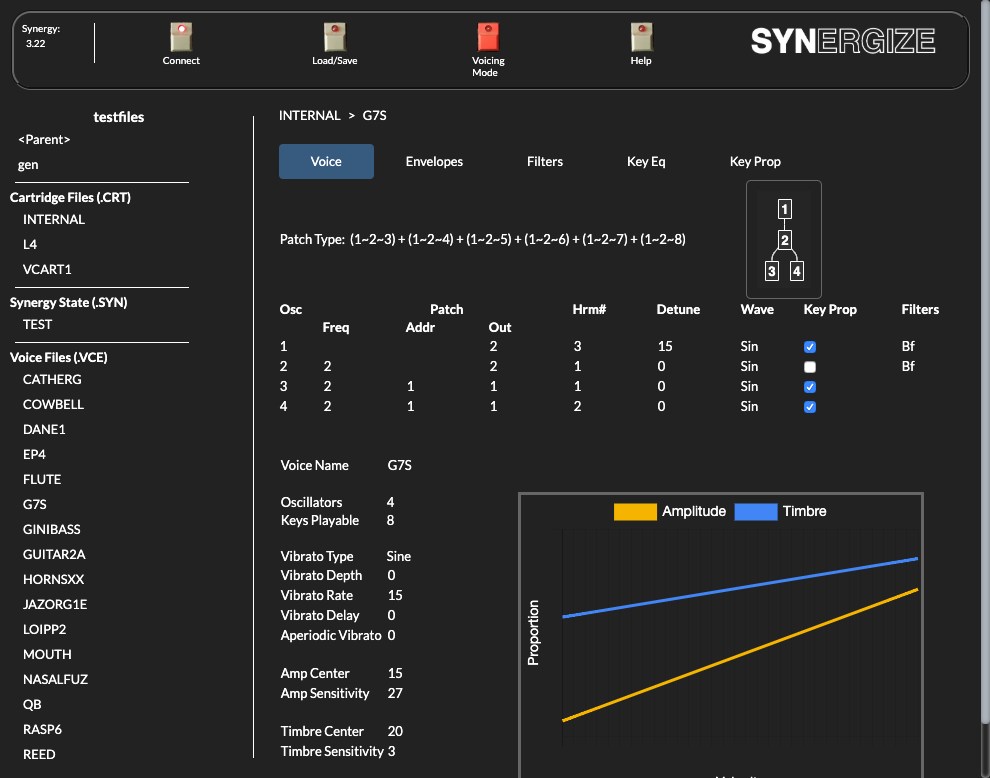 Synergy:
3.22
Connect
Load/Save
Voicing
Mode
Help
SYNERGIZE
testfiles
<Parent>
gen
Cartridge Files (.CRT)
INTERNAL
L4
VCART1
Synergy State (.SYN)
TEST
Voice Files (.VCE)
CATHERG
COWBELL
DANE1
EP4
FLUTE
G7S
GINIBASS
GUITAR2A
HORNSXX
JAZORG1E
LOIPP2
MOUTH
NASALFUZ
QB
RASP6
REED
INTERNAL > G7S
Voice Envelopes Filters Key Eq Key Prop
Patch Type: (1~2~3) + (1~2~4) + (1~2~5) + (1~2~6) + (1~2~7) + (1~2~8)
1
2
3 4
Osc Patch Hrm# Detune Wave Key Prop Filters
Freq Addr Out
1 2 3 15 Sin Bf
2 2 2 1 0 Sin Bf
3 2 1 1 1 0 Sin
4 2 1 1 2 0 Sin
Voice Name G7S
Oscillators 4
Keys Playable 8
Vibrato Type Sine
Vibrato Depth 0
Vibrato Rate 15
Vibrato Delay 0
Aperiodic Vibrato 0
Amp Center 15
Amp Sensitivity 27
Timbre Center 20
Timbre Sensitivity 3
Amplitude Timbre
Proportion